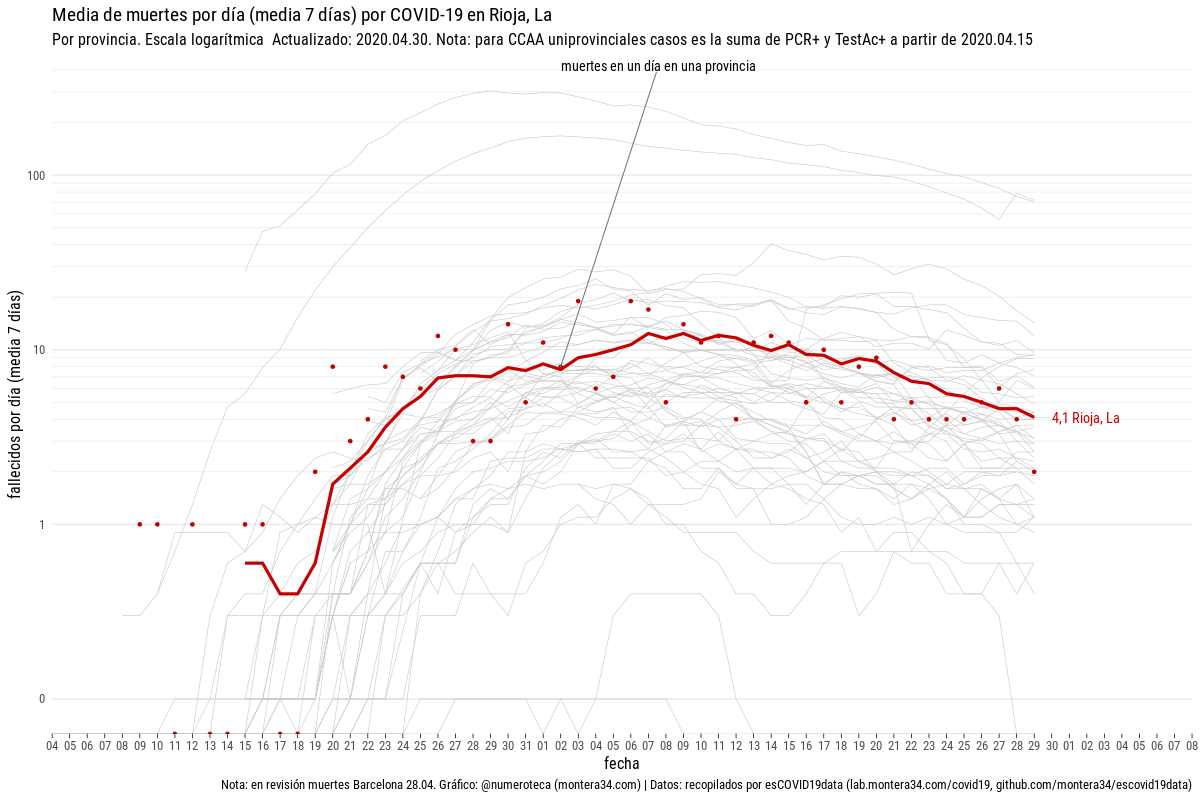 Media de muertes por día (media 7 días) por COVID-19 en Rioja, La
Por provincia. Escala logarítmica  Actualizado: 2020.04.30. Nota: para CCAA uniprovinciales casos es la suma de PCR+ y TestAc+ a partir de 2020.04.15
muertes en un día en una provincia
fallecidos por día (media  7 días)
100
10
1
0
4,1 Rioja, La
04 05 06 07 08 09 10 11 12 13 14 15 16 17 18 19 20 21 22 23 24 25 26 27 28 29 30 31 01 02 03 04 05 06 07 08 09 10 11 12 13 14 15 16 17 18 19 20 21 22 23 24 25 26 27 28 29 30 01 02 03 04 05 06 07 08
fecha
Nota: en revisión muertes Barcelona 28.04. Gráfico: @numeroteca (montera34.com) | Datos: recopilados por esCOVID19data (lab.montera34.com/covid19, github.com/montera34/escovid19data)